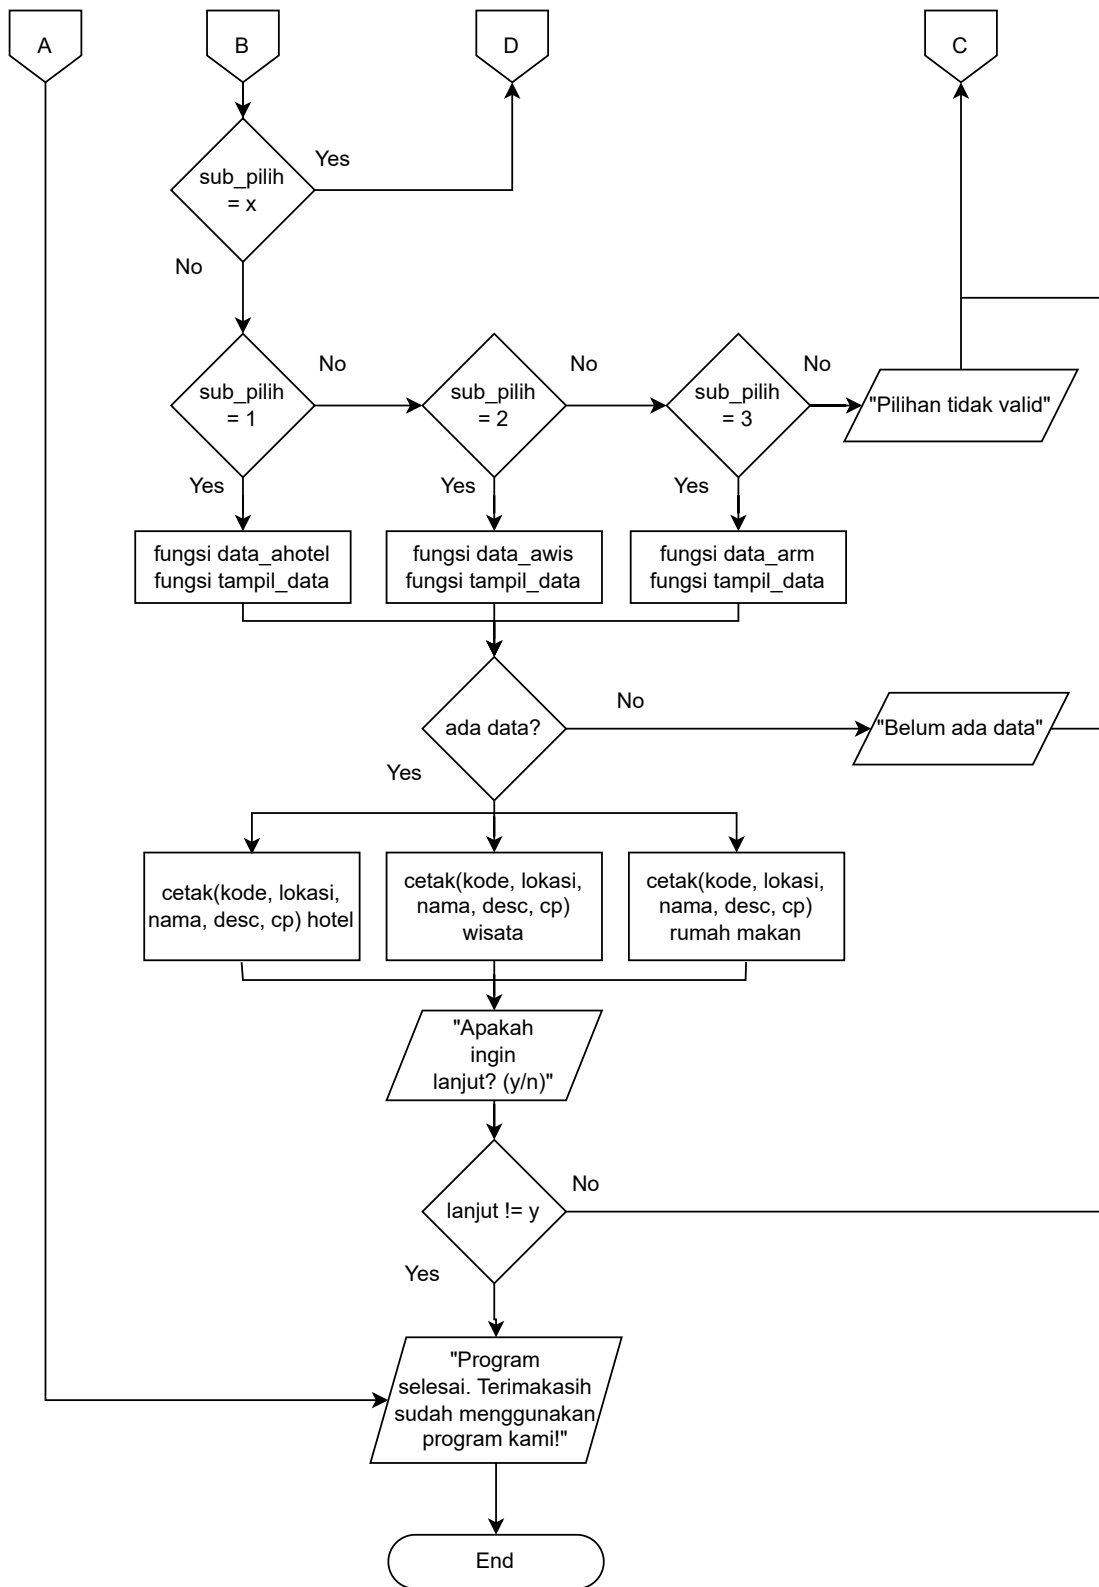 A
B
D
C
sub_pilih
= x
Yes
No
sub_pilih
= 1
No
sub_pilih
= 2
No
sub_pilih
= 3
No
"Pilihan tidak valid"
Yes
Yes
Yes
fungsi data_ahotel
fungsi tampil_data
fungsi data_awis
fungsi tampil_data
fungsi data_arm
fungsi tampil_data
ada data?
No
"Belum ada data"
Yes
cetak(kode, lokasi,
nama, desc, cp) hotel
cetak(kode, lokasi,
nama, desc, cp)
wisata
cetak(kode, lokasi,
nama, desc, cp)
rumah makan
"Apakah
ingin
lanjut? (y/n)"
lanjut != y
No
Yes
"Program
selesai. Terimakasih
sudah menggunakan
program kami!"
End